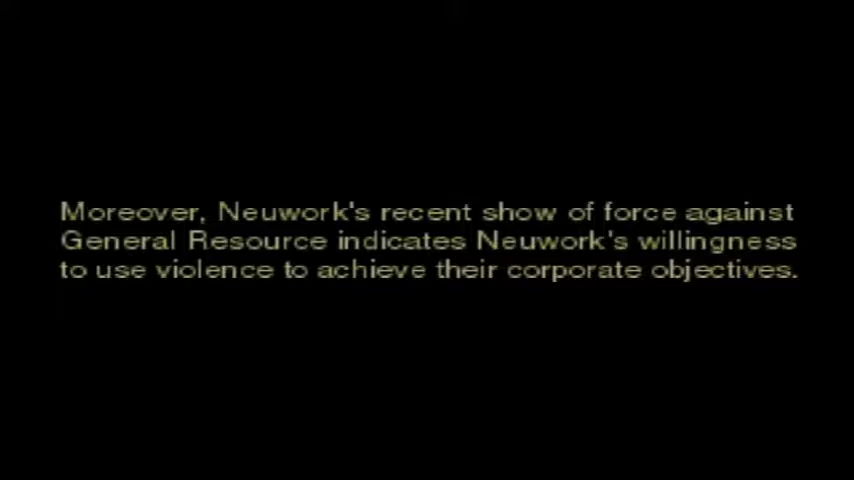 Moreover, Neuwork's recent show of force against
General Resource indicates Neuwork's willingness
to use violence to achieve their corporate objectives.